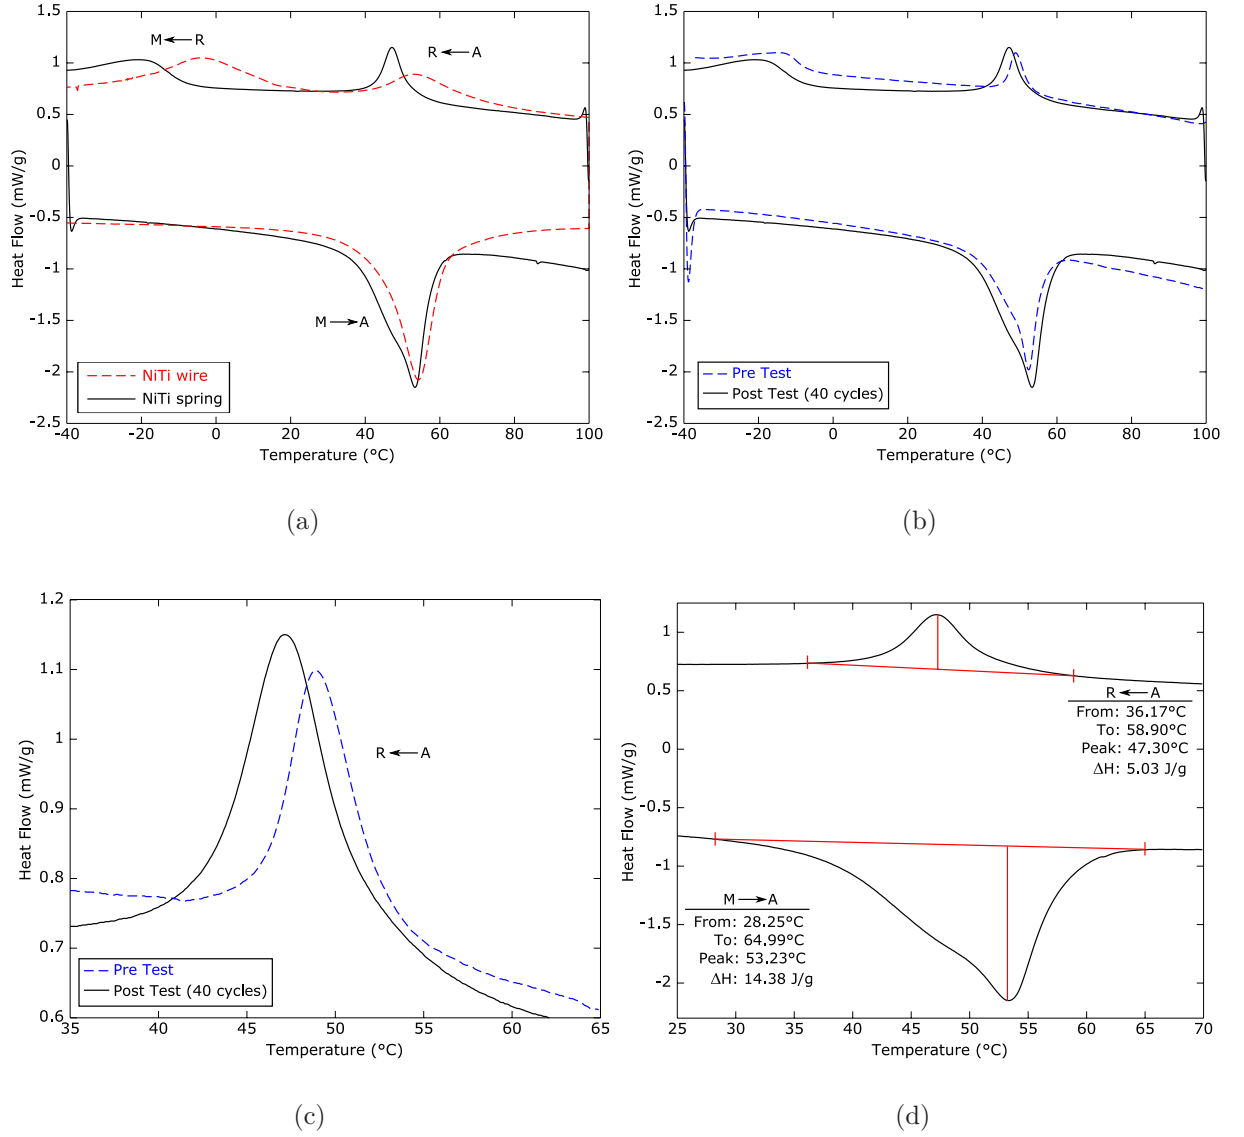 1.5
1
0.5
0
-0.5
-1
-1.5
-2
-2.5
Heat Flow (mW/g)
M R
R A
M A
NiTi wire
NiTi spring
-40 -20 0 20 40 60 80 100
Temperature (°C)
(a)
1.5
1
0.5
0
-0.5
-1
-1.5
-2
-2.5
Heat Flow (mW/g)
Pre Test
Post Test (40 cycles)
-40 -20 0 20 40 60 80 100
Temperature (°C)
(b)
1.2
1.1
1
0.9
0.8
0.7
0.6
Heat Flow (mW/g)
R A
Pre Test
Post Test (40 cycles)
35 40 45 50 55 60 65
Temperature (°C)
(c)
1
0.5
0
-0.5
-1
-1.5
-2
Heat Flow (mW/g)
R A
From: 36.17°C
To: 58.90°C
Peak: 47.30°C
ΔH: 5.03 J/g
M A
From: 28.25°C
To: 64.99°C
Peak: 53.23°C
ΔH: 14.38 J/g
25 35 30 40 45 50 55 60 65 70
Temperature (°C)
(d)